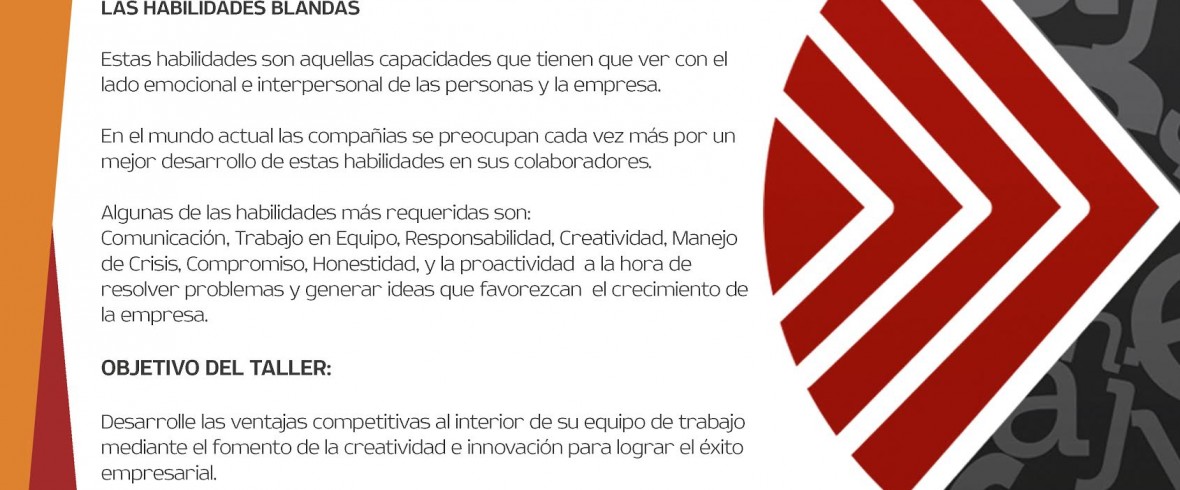 LAS HABILIDADES BLANDAS
Estas habilidades son aquellas capacidades que tienen que ver con el
lado emocional e interpersonal de las personas y la empresa.
En el mundo actual las compañias se preocupan cada vez más por un
mejor desarrollo de estas habilidades en sus colaboradores.
Algunas de las habilidades más requeridas son:
Comunicación, Trabajo en Equipo, Responsabilidad, Creatividad, Manejo
de Crisis, Compromiso, Honestidad, y la proactividad  a la hora de
resolver problemas y generar ideas que favorezcan  el crecimiento de
la empresa.
OBJETIVO DEL TALLER:
Desarrolle las ventajas competitivas al interior de su equipo de trabajo
mediante el fomento de la creatividad e innovación para lograr el éxito
empresarial.